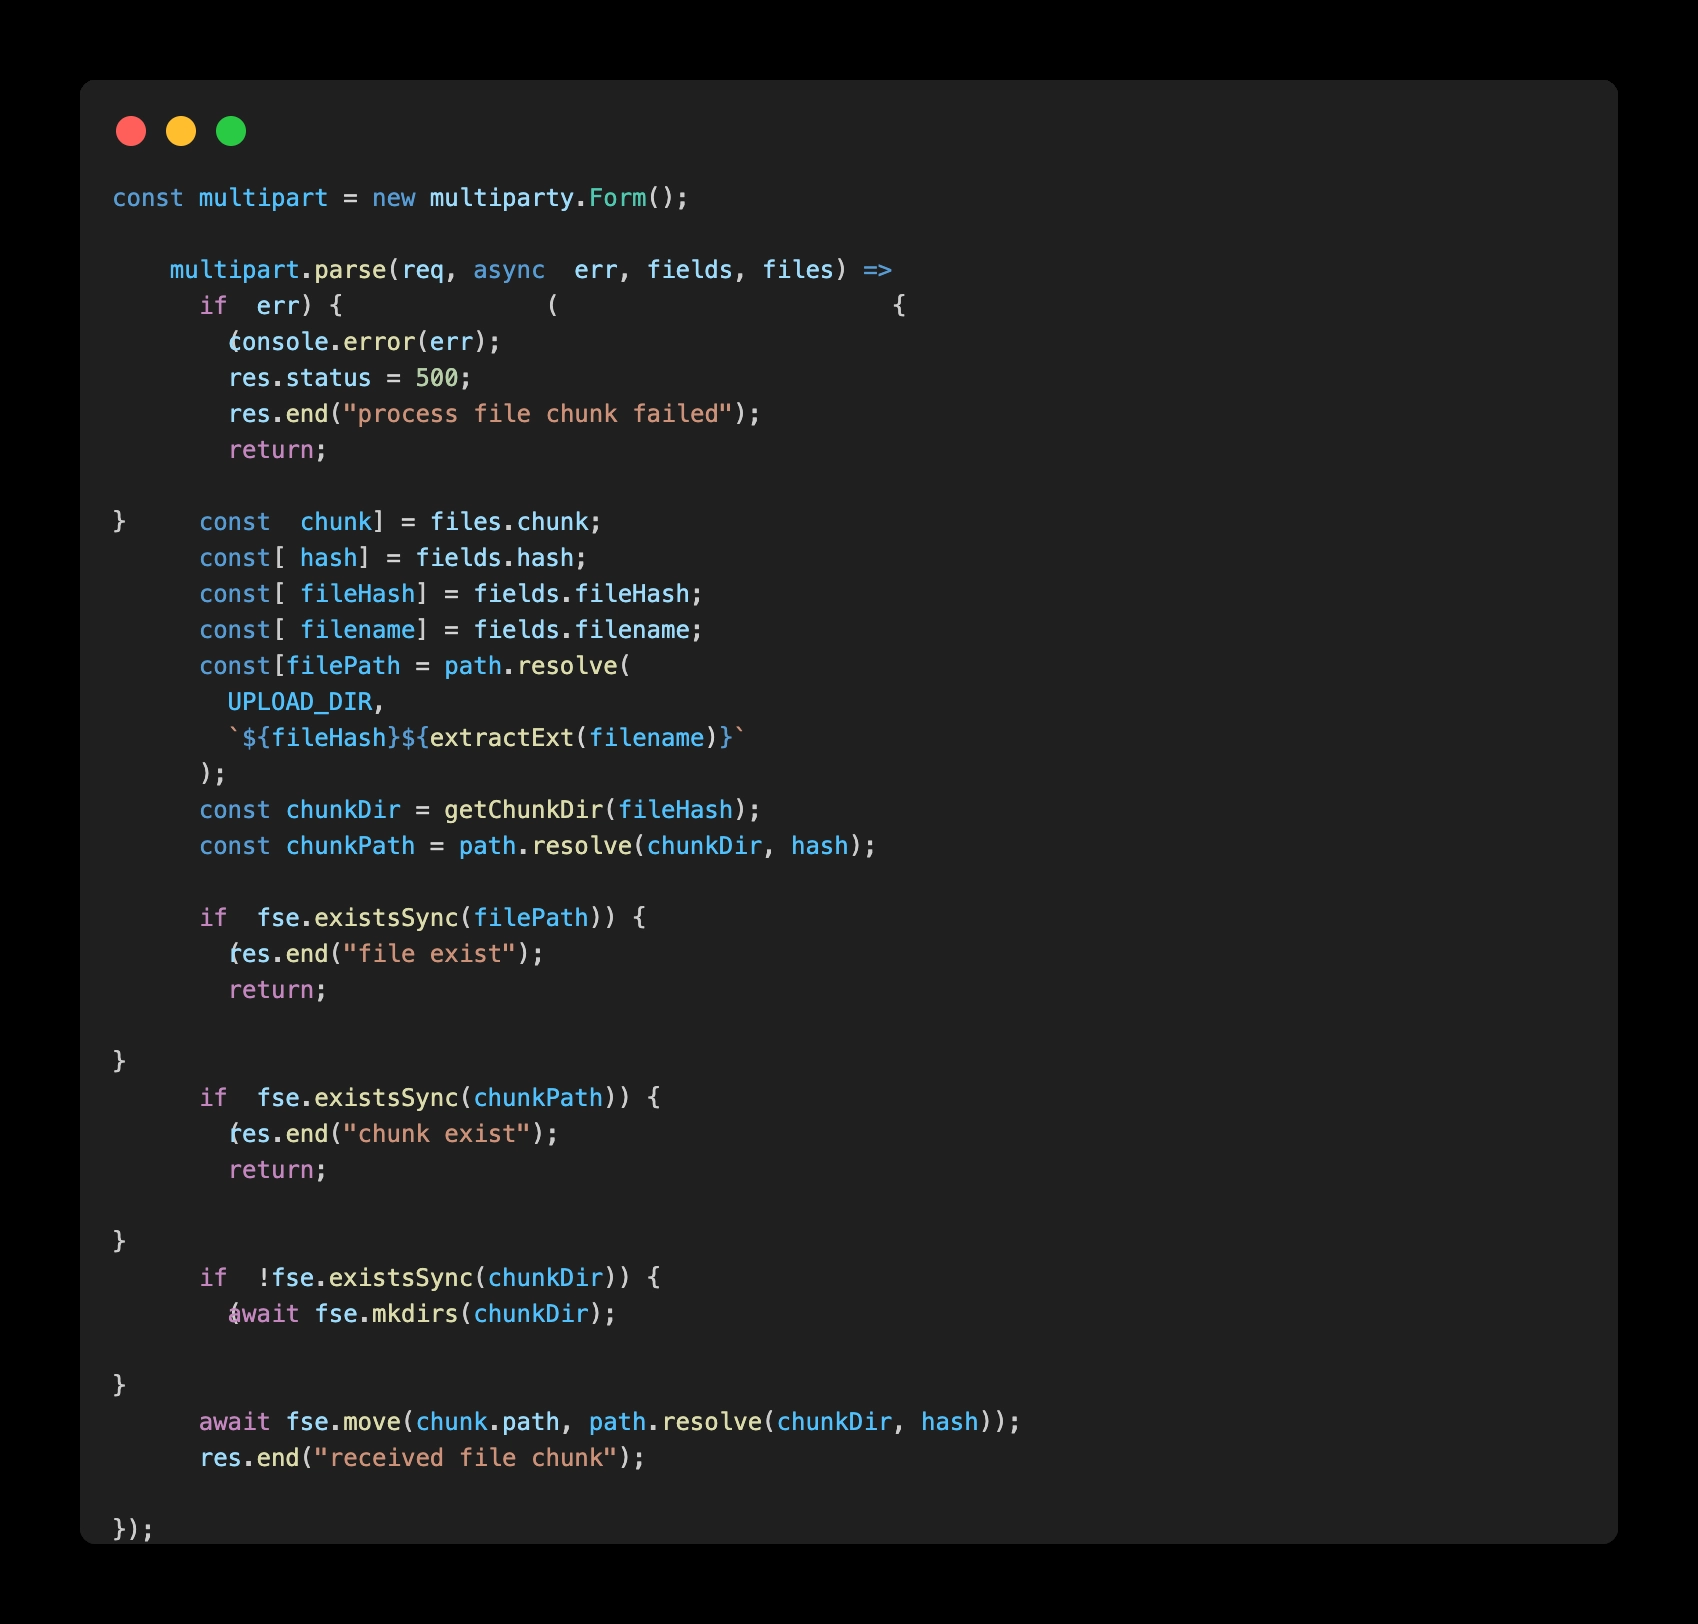 const multipart = new multiparty.Form();
multipart.parse(req, async  err, fields, files) =>
if  err) {              (                       {
(console.error(err);
res.status = 500;
res.end("process file chunk failed");
return;
}     const  chunk] = files.chunk;
const[ hash] = fields.hash;
const[ fileHash] = fields.fileHash;
const[ filename] = fields.filename;
const[filePath = path.resolve(
UPLOAD_DIR,
`${fileHash}${extractExt(filename)}`
);
const chunkDir = getChunkDir(fileHash);
const chunkPath = path.resolve(chunkDir, hash);
if  fse.existsSync(filePath)) {
(res.end("file exist");
return;
}
if  fse.existsSync(chunkPath)) {
(res.end("chunk exist");
return;
}
if  !fse.existsSync(chunkDir)) {
(await fse.mkdirs(chunkDir);
}
await fse.move(chunk.path, path.resolve(chunkDir, hash));
res.end("received file chunk");
});